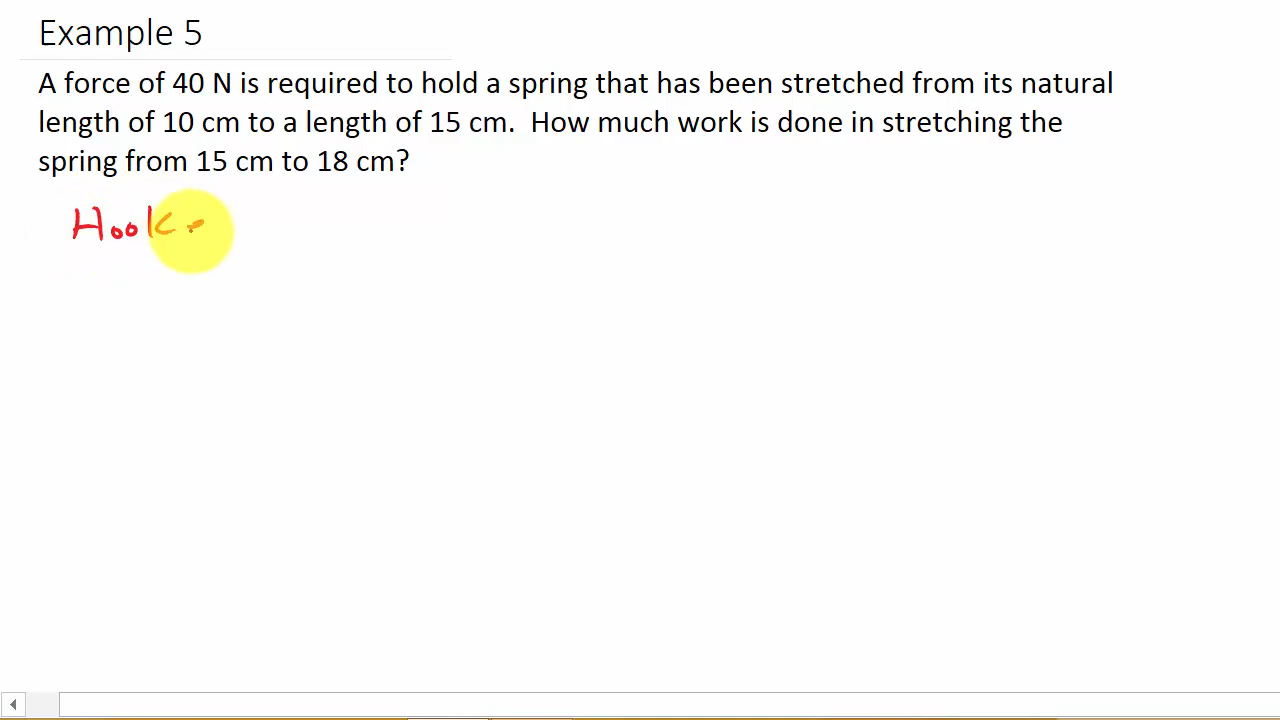 Example 5
A force of 40 N is required to hold a spring that has been stretched from its natural
length of 10 cm to a length of 15 cm.  How much work is done in stretching the
spring from 15 cm to 18 cm?
Hooke